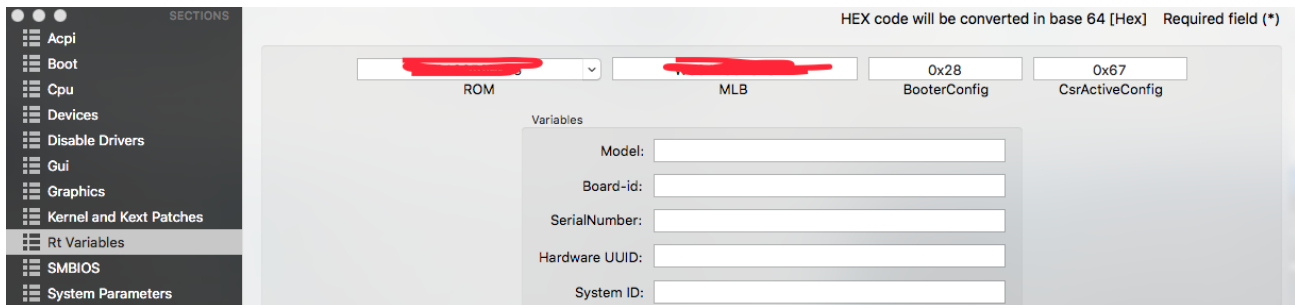 SECTIONS
Acpi
Boot
Cpu
Devices
Disable Drivers
Gui
Graphics
Kernel and Kext Patches
Rt Variables
SMBIOS
System Parameters
HEX code will be converted in base 64 [Hex] Required field (*)
0x28
0x67
ROM
MLB
BooterConfig
CsrActiveConfig
Variables
Model:
Board-id:
SerialNumber:
Hardware UUID:
System ID: